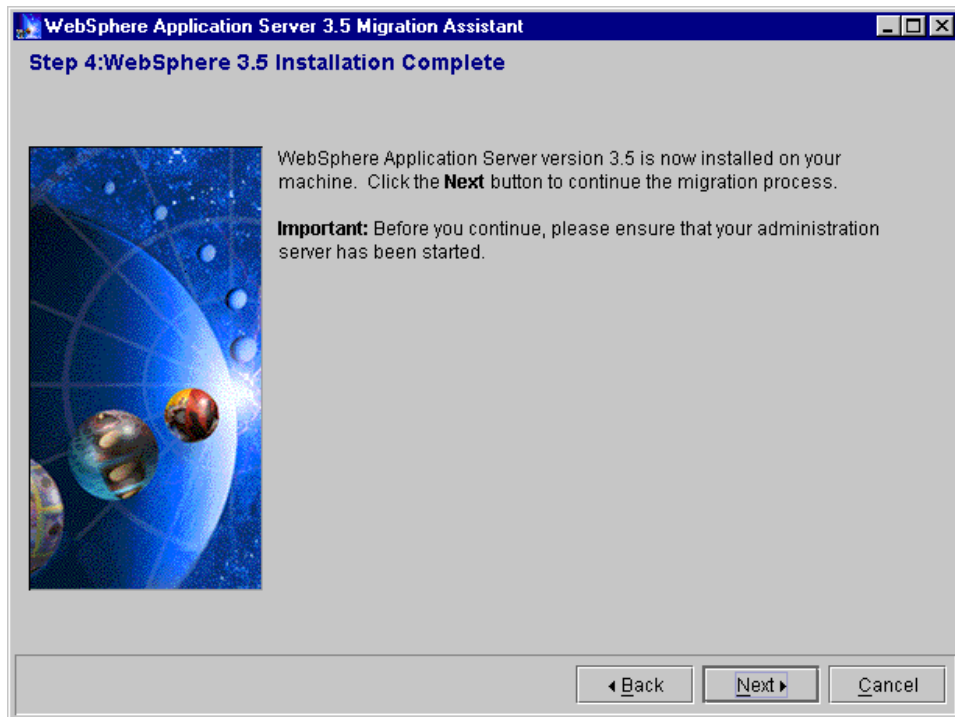 WebSphere Application Server 3.5 Migration Assistant
Step 4:WebSphere 3.5 Installation Complete
WebSphere Application Server version 3.5 is now installed on your
machine. Click the Next button to continue the migration process.
Important: Before you continue, please ensure that your administration
server has been started.
Back
Next
Cancel